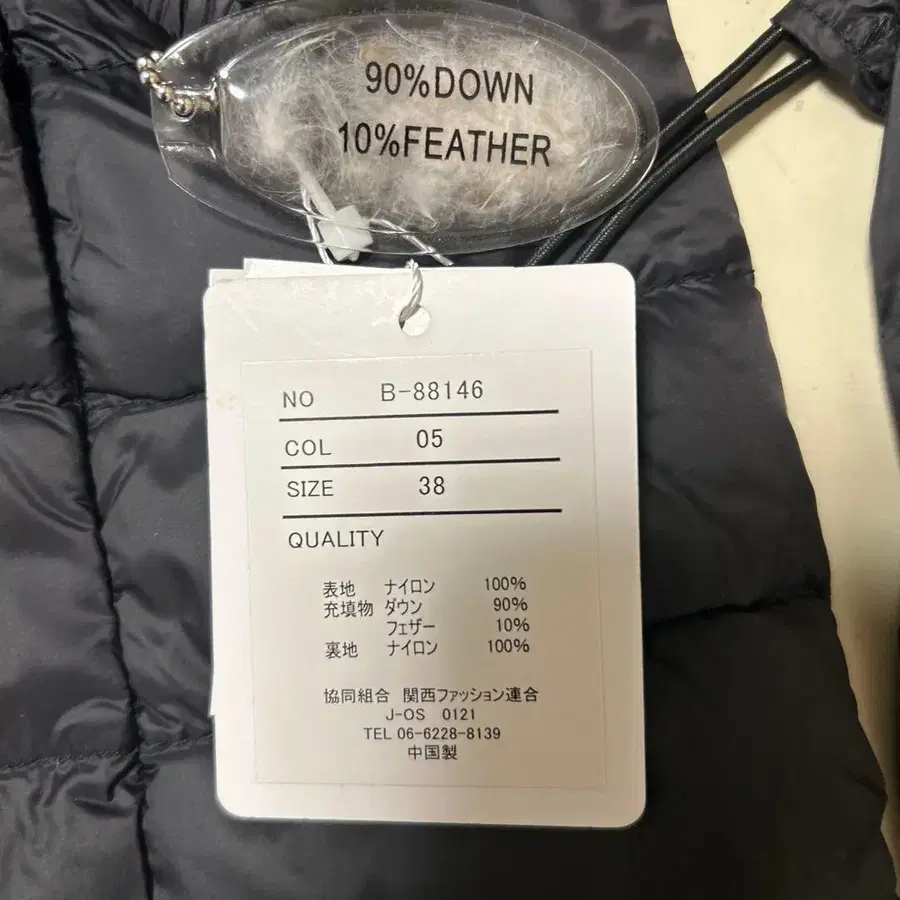 90%DOWN
10%FEATHER
NO B-88146
COL 05
SIZE 38
QUALITY
表地 ナイロン 100%
充填物 ダウン 90%
フェザー 10%
裏地 ナイロン 100%
協同組合 関西ファッション連合
J-OS 0121
TEL 06-6228-8139
中国製